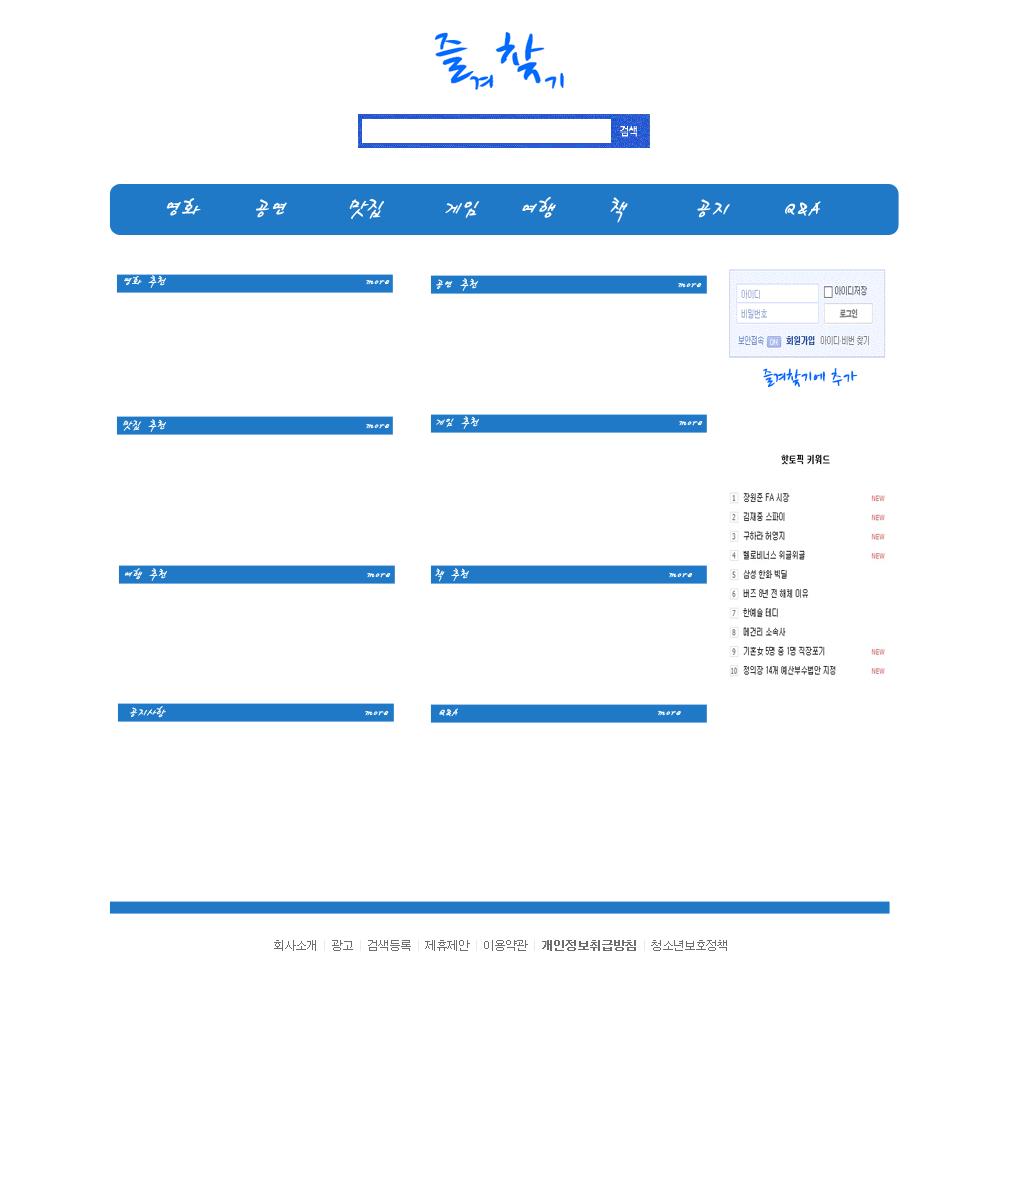 즐겨찾기
검색
명화 공연 맛집 게임 여행 책 공지 Q&A
명화 추천 more
공연 추천 more
아이디 아이디저장
비밀번호 로그인
보안접속 ON 회원가입 아이디·비번 찾기
즐겨찾기에 추가
맛집 추천 more
게임 추천 more
핫토픽 키워드
1 장원준 FA 시장 NEW
2 김재중 스파이 NEW
3 구하라 허영지 NEW
4 헬로비너스 위글위글 NEW
5 삼성 한화 빅딜
6 버즈 8년 전 해체 이유
7 한예슬 테디
8 메건리 소속사
9 기혼女 5명 중 1명 직장포기 NEW
10 정의장 14개 예산부수법안 지정 NEW
여행 추천 more
책 추천 more
공지사항 more
Q&A more
회사소개 | 광고 | 검색등록 | 제휴제안 | 이용약관 | 개인정보취급방침 | 청소년보호정책